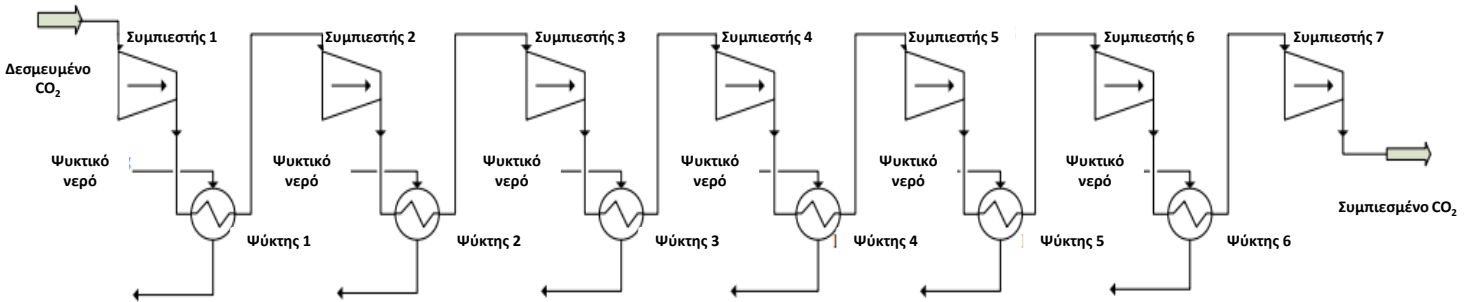 Συμπιεστής 1
Συμπιεστής 2
Συμπιεστής 3
Συμπιεστής 4
Συμπιεστής 5
Συμπιεστής 6
Συμπιεστής 7
Δεσμευμένο
CO2
Ψυκτικό
νερό
Ψυκτικό
νερό
Ψυκτικό
νερό
Ψυκτικό
νερό
Ψυκτικό
νερό
Ψυκτικό
νερό
Συμπιεσμένο CO2
Ψύκτης 1
Ψύκτης 2
Ψύκτης 3
Ψύκτης 4
Ψύκτης 5
Ψύκτης 6